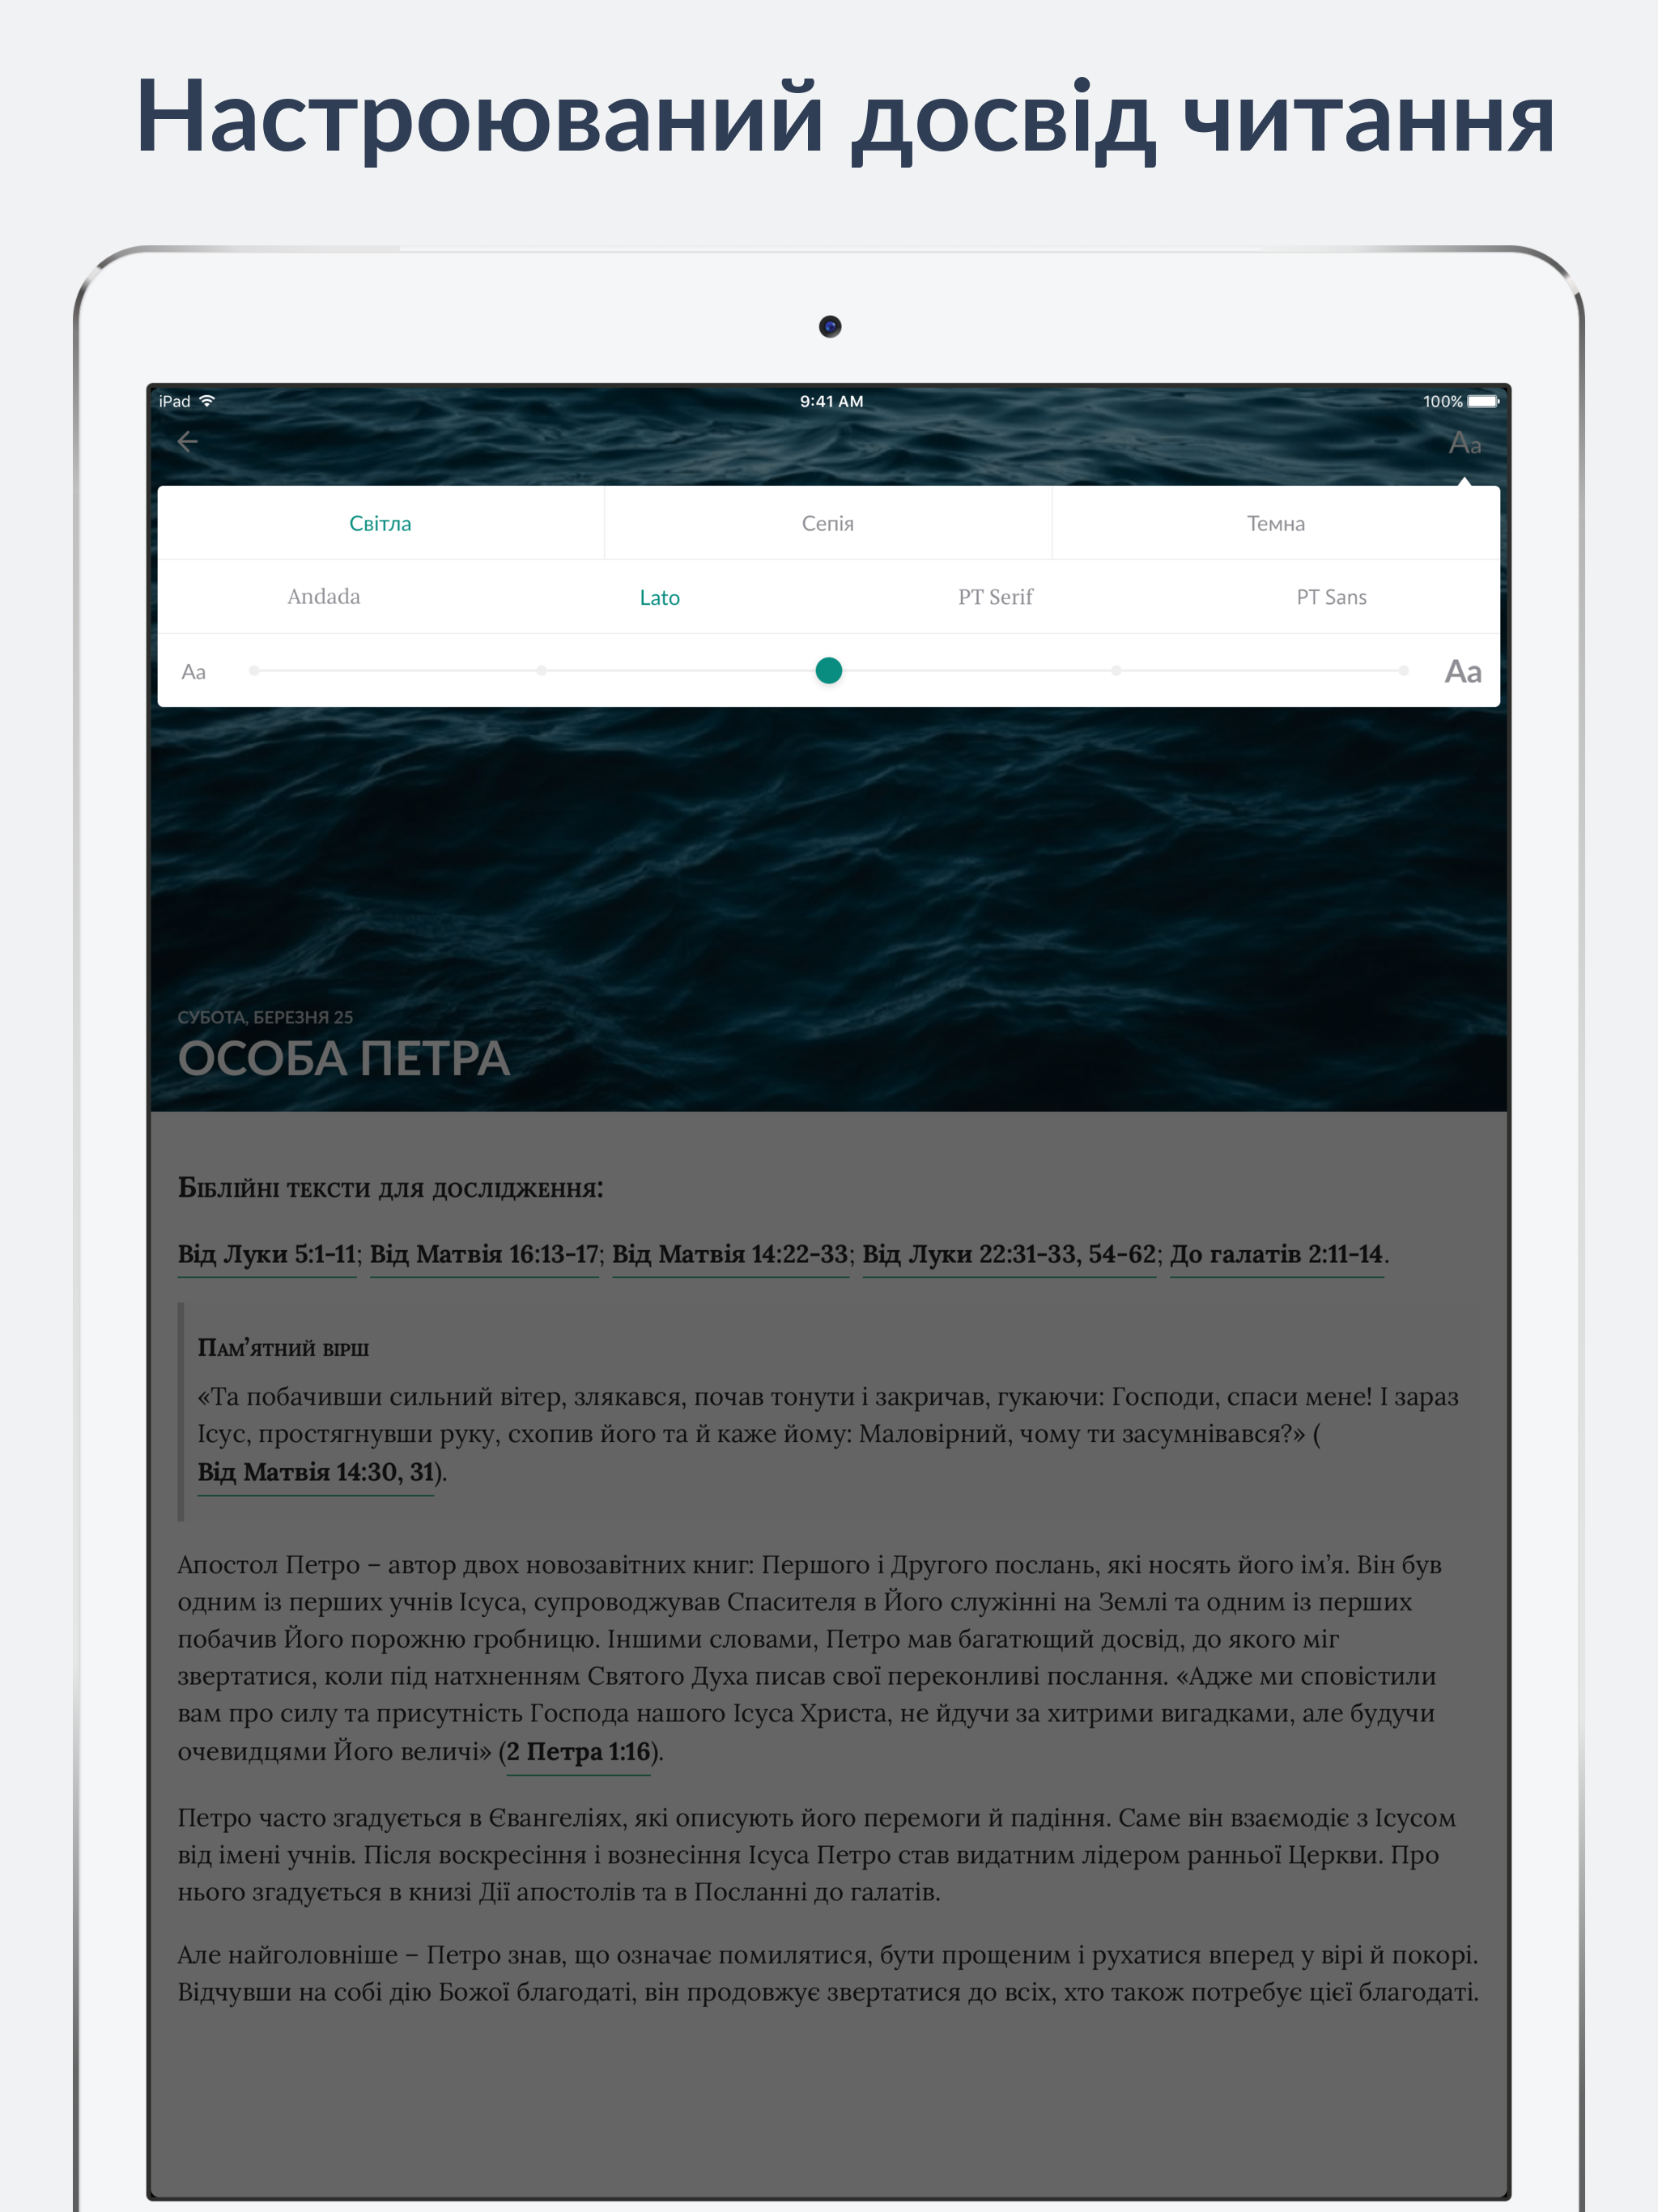 Настроюваний досвід читання
iPad 9:41 AM 100%
Aa
Світла Сепія Темна
Andada Lato PT Serif PT Sans
Aa Aa
СУБОТА, БЕРЕЗНЯ 25
ОСОБА ПЕТРА
Біблійні тексти для дослідження:
Від Луки 5:1-11; Від Матвія 16:13-17; Від Матвія 14:22-33; Від Луки 22:31-33, 54-62; До галатів 2:11-14.
Пам’ятний вірш
«Та побачивши сильний вітер, злякався, почав тонути і закричав, гукаючи: Господи, спаси мене! І зараз
Ісус, простягнувши руку, схопив його та й каже йому: Маловірний, чому ти засумнівався?» (
Від Матвія 14:30, 31).
Апостол Петро – автор двох новозавітних книг: Першого і Другого послань, які носять його ім’я. Він був
одним із перших учнів Ісуса, супроводжував Спасителя в Його служінні на Землі та одним із перших
побачив Його порожню гробницю. Іншими словами, Петро мав багатющий досвід, до якого міг
звертатися, коли під натхненням Святого Духа писав свої переконливі послання. «Адже ми сповістили
вам про силу та присутність Господа нашого Ісуса Христа, не йдучи за хитрими вигадками, але будучи
очевидцями Його величі» (2 Петра 1:16).
Петро часто згадується в Євангеліях, які описують його перемоги й падіння. Саме він взаємодіє з Ісусом
від імені учнів. Після воскресіння і вознесіння Ісуса Петро став видатним лідером ранньої Церкви. Про
нього згадується в книзі Дії апостолів та в Посланні до галатів.
Але найголовніше – Петро знав, що означає помилятися, бути прощеним і рухатися вперед у вірі й покорі.
Відчувши на собі дію Божої благодаті, він продовжує звертатися до всіх, хто також потребує цієї благодаті.